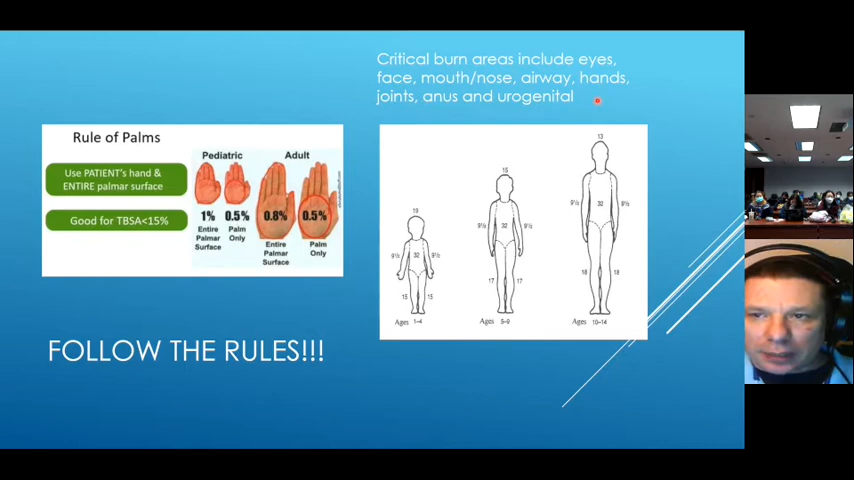 Critical burn areas include eyes,
face, mouth/nose, airway, hands,
joints, anus and urogenital
Rule of Palms
Use PATIENT's hand &
ENTIRE palmar surface
Good for TBSA<15%
Pediatric
Adult
1%
0.5%
0.8%
0.5%
Entire
Palmar
Surface
Palm
Only
Entire
Palmar
Surface
Palm
Only
19
9½
32
9½
15
15
Ages 1–4
15
9½
32
9½
17
17
Ages 5–9
13
9½
32
9½
18
18
Ages 10–14
FOLLOW THE RULES!!!